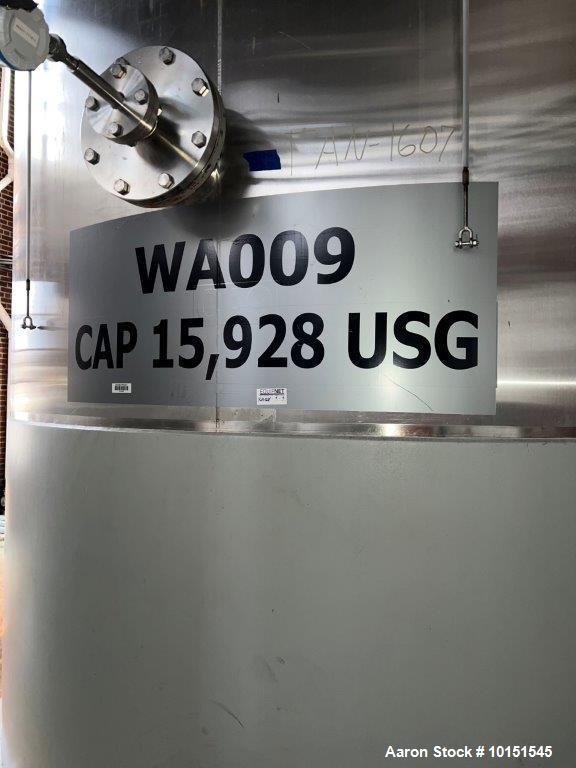 TAN-1607
WA009
CAP 15,928 USG
Aaron Stock # 10151545